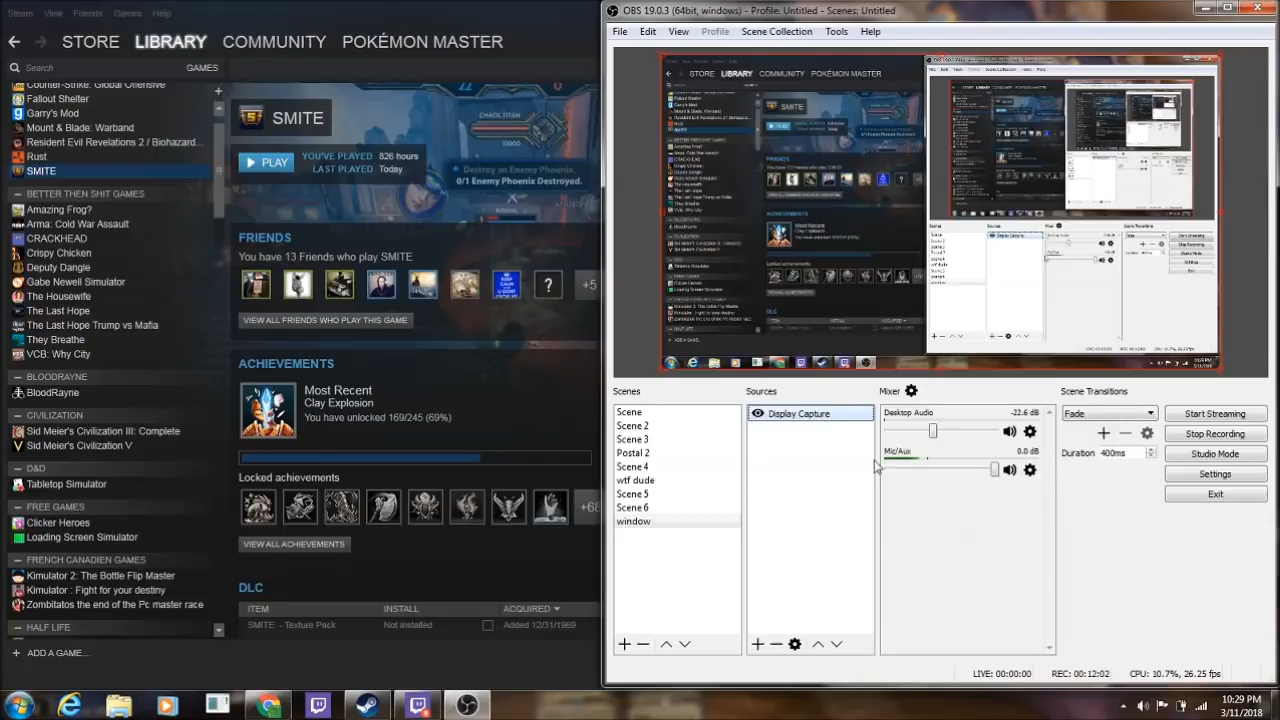 Steam View Friends Games Help
STORE LIBRARY COMMUNITY POKÉMON MASTER
Search GAMES
Counter-Strike: Global Offensive
Fallout Shelter
Garry's Mod
Mount & Blade Warband
Resident Evil Revelations
Rust
SMITE
BETTER THEN SHIT GAMES
Amazing Frog?
Arma: Cold War Assault
CRACKHEAD
Crispy Chicken
Deputy Dangle
Gabe Newell Simulator
The Housewife
The Last Hope
The Last Hope Trump vs Mafia
They Breathe
VCB: Why City
BLOODRAYNE
BloodRayne
CIVILIZATION
Sid Meier's Civilization III: Complete
Sid Meier's Civilization V
D&D
Tabletop Simulator
FREE GAMES
Clicker Heroes
Loading Screen Simulator
FRENCH CANADIEN GAMES
Kimulator 2: The Bottle Flip Master
Kimulator : Fight for your destiny
Zombitatos the end of the Pc master race
HALF LIFE
+ ADD A GAME...
SMITE
CHAOS TITAN
PLAY
326 hours
LAST PLAYED: Today
Destroy an Enemy Phoenix.
0/1 Enemy Phoenix Destroyed.
FRIENDS
13 Friends who play SMITE
? +5
VIEW ALL FRIENDS WHO PLAY THIS GAME
ACHIEVEMENTS
Most Recent
Clay Explosion
You have unlocked 169/245 (69%)
Locked achievements
+68
VIEW ALL ACHIEVEMENTS
DLC
ITEM INSTALL ACQUIRED
SMITE - Texture Pack Not installed Added 12/31/1969
OBS 19.0.3 (64bit, windows) - Profile: Untitled - Scenes: Untitled
File Edit View Profile Scene Collection Tools Help
Scenes Sources Mixer Scene Transitions
Scene
Scene 2
Scene 3
Postal 2
Scene 4
wtf dude
Scene 5
Scene 6
window
Display Capture
Desktop Audio -22.6 dB
Mic/Aux 0.0 dB
Fade
Duration 400ms
Start Streaming
Stop Recording
Studio Mode
Settings
Exit
LIVE: 00:00:00 REC: 00:12:02 CPU: 10.7%, 26.25 fps
10:29 PM
3/11/2018